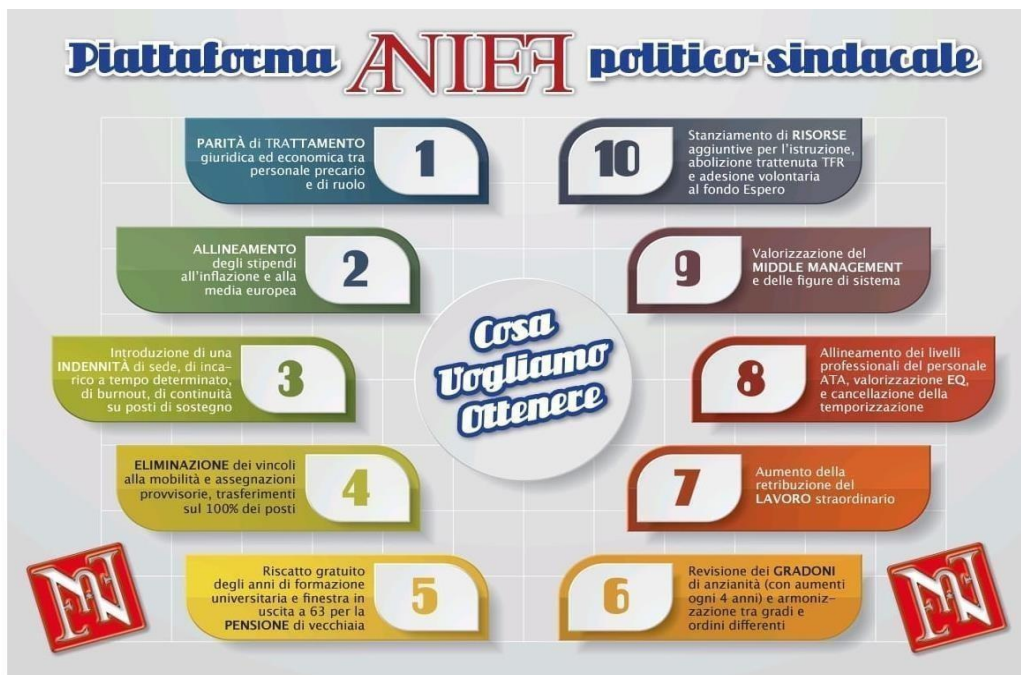 Piattaforma ANIEF politico-sindacale
PARITÀ di TRATTAMENTO
giuridica ed economica tra
personale precario
e di ruolo
1
ALLINEAMENTO
degli stipendi
all'inflazione e alla
media europea
2
Introduzione di una
INDENNITÀ di sede, di inca-
rico a tempo determinato,
di burnout, di continuità
su posti di sostegno
3
ELIMINAZIONE dei vincoli
alla mobilità e assegnazioni
provvisorie, trasferimenti
sul 100% dei posti
4
Riscatto gratuito
degli anni di formazione
universitaria e finestra in
uscita a 63 per la
PENSIONE di vecchiaia
5
Cosa
Vogliamo
Ottenere
10
Stanziamento di RISORSE
aggiuntive per l'istruzione,
abolizione trattenuta TFR
e adesione volontaria
al fondo Espero
9
Valorizzazione del
MIDDLE MANAGEMENT
e delle figure di sistema
8
Allineamento dei livelli
professionali del personale
ATA, valorizzazione EQ,
e cancellazione della
temporizzazione
7
Aumento della
retribuzione del
LAVORO straordinario
6
Revisione dei GRADONI
di anzianità (con aumenti
ogni 4 anni) e armoniz-
zazione tra gradi e
ordini differenti